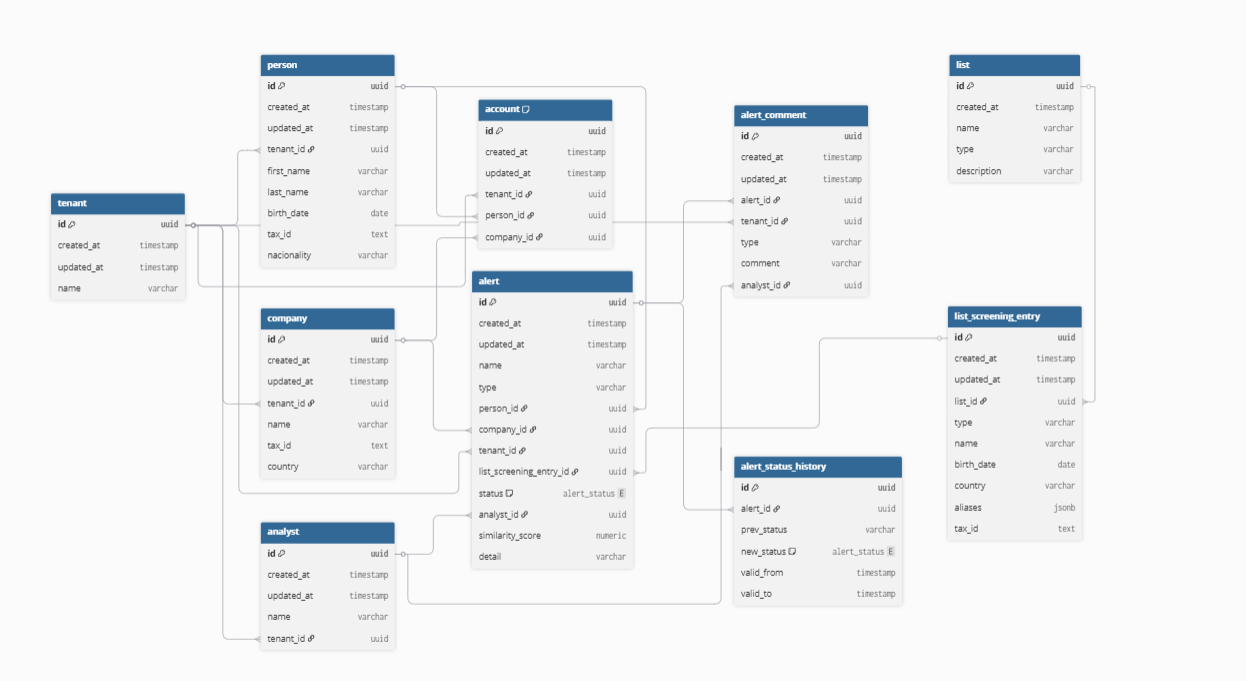 person
id uuid
created_at timestamp
updated_at timestamp
tenant_id uuid
first_name varchar
last_name varchar
birth_date date
tax_id text
nacionality varchar
tenant
id uuid
created_at timestamp
updated_at timestamp
name varchar
company
id uuid
created_at timestamp
updated_at timestamp
tenant_id uuid
name varchar
tax_id text
country varchar
analyst
id uuid
created_at timestamp
updated_at timestamp
name varchar
tenant_id uuid
account
id uuid
created_at timestamp
updated_at timestamp
tenant_id uuid
person_id uuid
company_id uuid
alert
id uuid
created_at timestamp
updated_at timestamp
name varchar
type varchar
person_id uuid
company_id uuid
tenant_id uuid
list_screening_entry_id uuid
status alert_status E
analyst_id uuid
similarity_score numeric
detail varchar
alert_comment
id uuid
created_at timestamp
updated_at timestamp
alert_id uuid
tenant_id uuid
type varchar
comment varchar
analyst_id uuid
alert_status_history
id uuid
alert_id uuid
prev_status varchar
new_status alert_status E
valid_from timestamp
valid_to timestamp
list
id uuid
created_at timestamp
name varchar
type varchar
description varchar
list_screening_entry
id uuid
created_at timestamp
updated_at timestamp
list_id uuid
type varchar
name varchar
birth_date date
country varchar
aliases jsonb
tax_id text